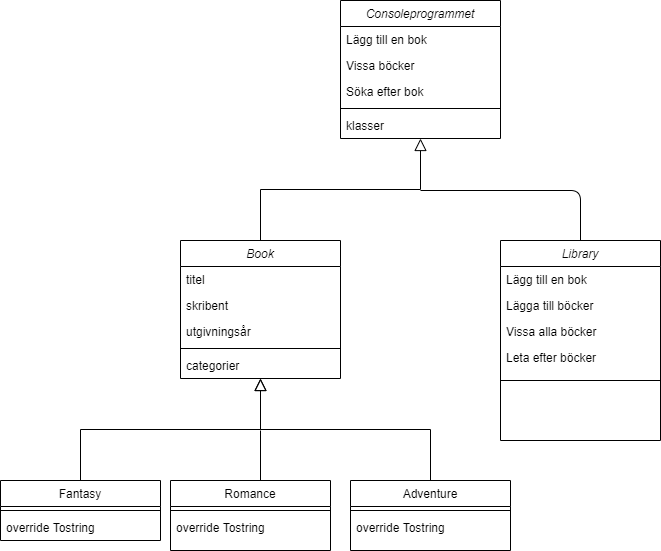 Consoleprogrammet
Lägg till en bok
Vissa böcker
Söka efter bok
klasser
Book
titel
skribent
utgivningsår
categorier
Library
Lägg till en bok
Lägga till böcker
Vissa alla böcker
Leta efter böcker
Fantasy
override Tostring
Romance
override Tostring
Adventure
override Tostring